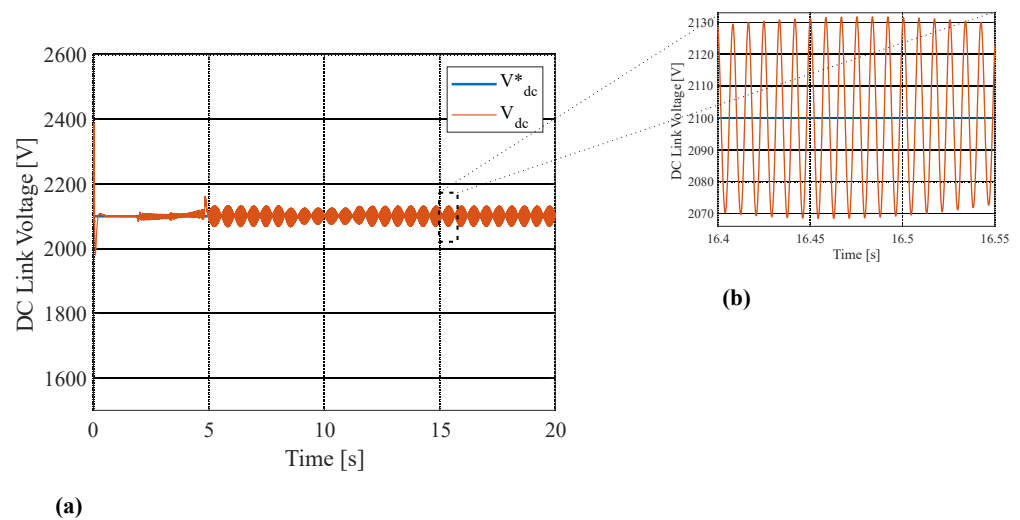 2600
2400
2200
2000
1800
1600
0
5
10
15
20
DC Link Voltage [V]
Time [s]
V*dc
Vdc
(a)
2130
2120
2110
2100
2090
2080
2070
16.4
16.45
16.5
16.55
DC Link Voltage [V]
Time [s]
(b)